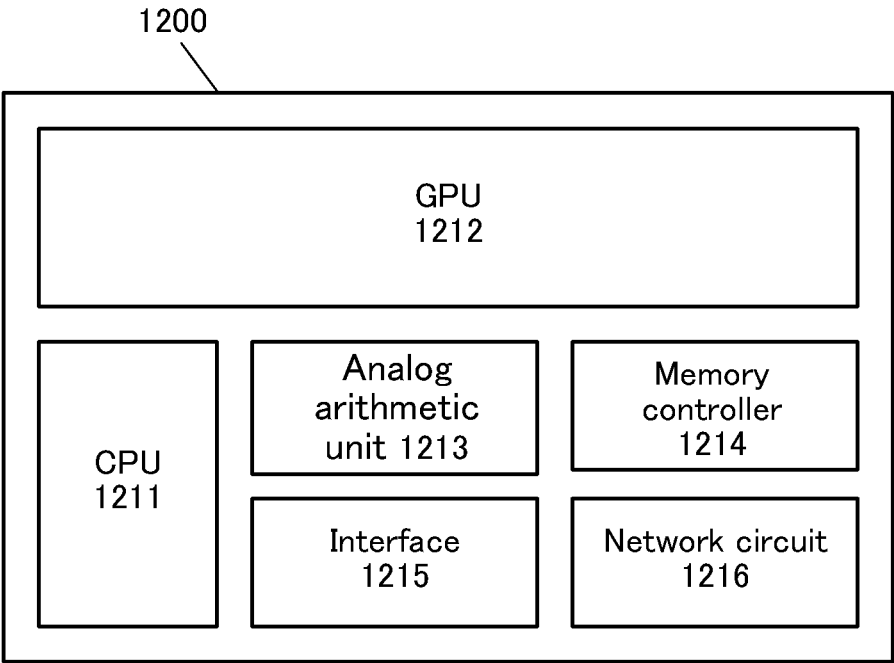 1200
GPU
1212
CPU
1211
Analog
arithmetic
unit 1213
Memory
controller
1214
Interface
1215
Network circuit
1216